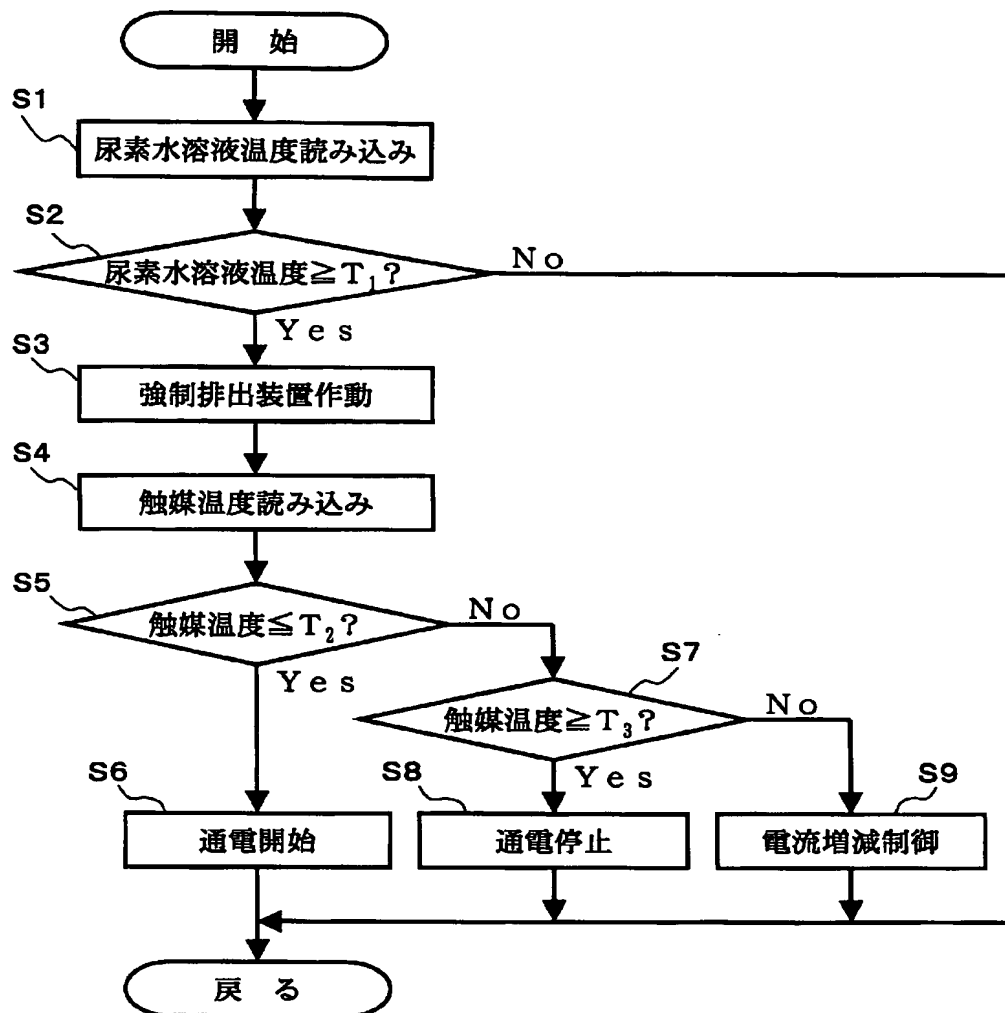 開 始
S1
尿素水溶液温度読み込み
S2
尿素水溶液温度≧T₁?
No
Yes
S3
強制排出装置作動
S4
触媒温度読み込み
S5
触媒温度≦T₂?
No
Yes
S7
触媒温度≧T₃?
No
Yes
S6
通電開始
S8
通電停止
S9
電流増減制御
戻 る